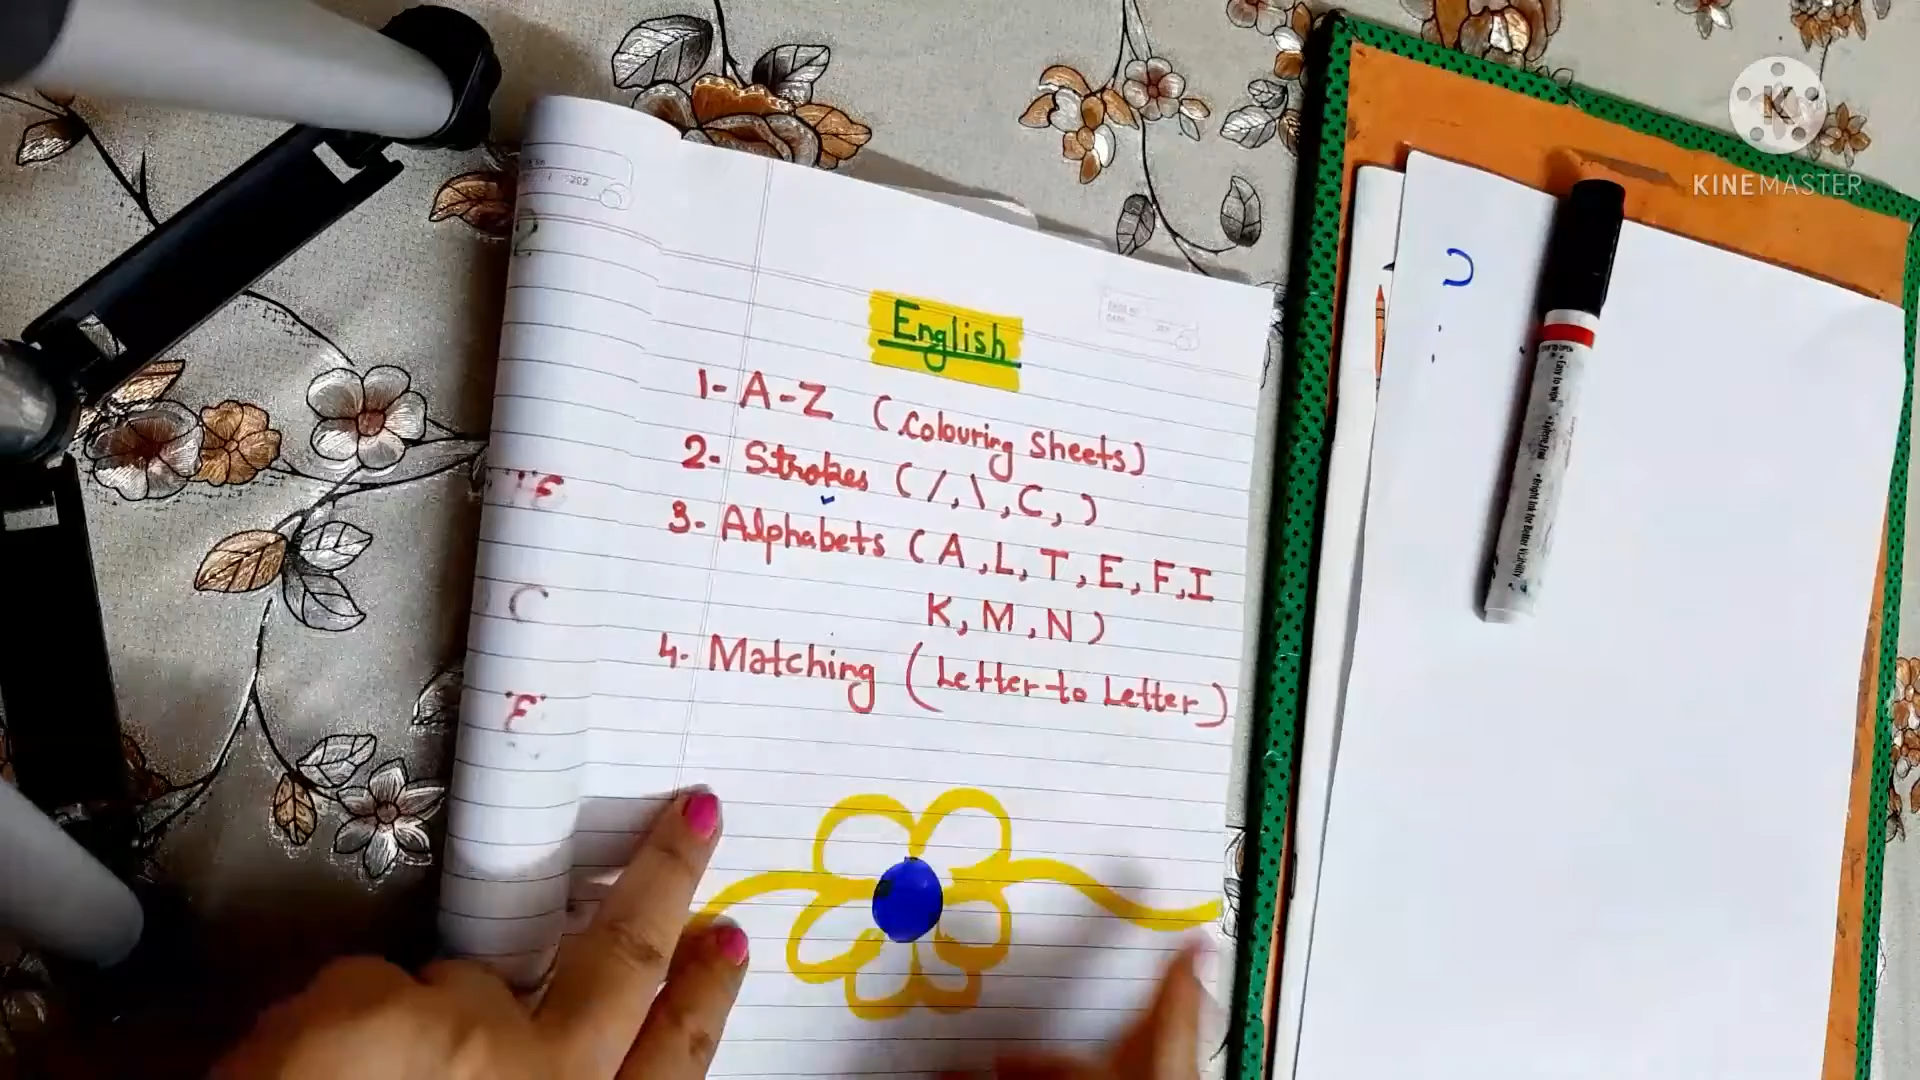 English
1- A-Z (Colouring Sheets)
2- Strokes (/, \, C, Ɔ)
3- Alphabets (A, L, T, E, F, I
K, M, N)
4- Matching (Letter to Letter)
KINEMASTER
K